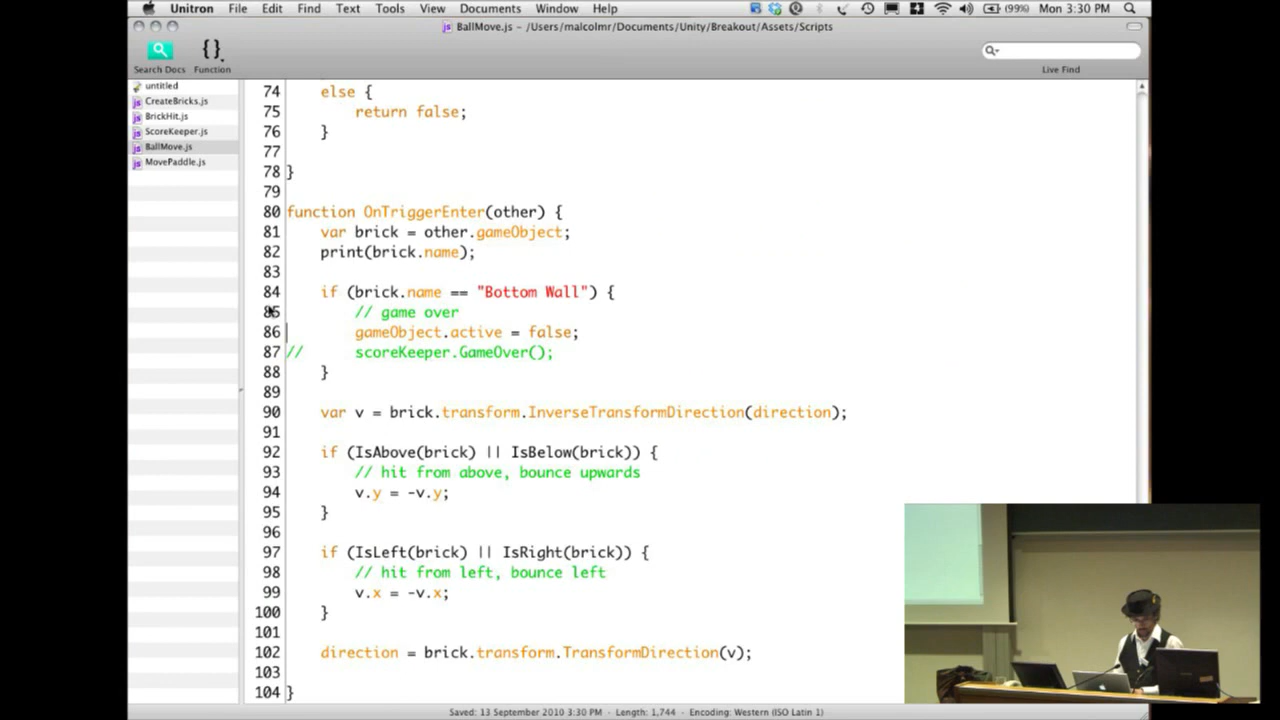 Unitron File Edit Find Text Tools View Documents Window Help (99%) Mon 3:30 PM
BallMove.js – /Users/malcolmr/Documents/Unity/Breakout/Assets/Scripts
{}
Search Docs Function Live Find
untitled
CreateBricks.js
BrickHit.js
ScoreKeeper.js
BallMove.js
MovePaddle.js
74 else {
75 return false;
76 }
77
78 }
79
80 function OnTriggerEnter(other) {
81 var brick = other.gameObject;
82 print(brick.name);
83
84 if (brick.name == "Bottom Wall") {
85 // game over
86 gameObject.active = false;
87 // scoreKeeper.GameOver();
88 }
89
90 var v = brick.transform.InverseTransformDirection(direction);
91
92 if (IsAbove(brick) || IsBelow(brick)) {
93 // hit from above, bounce upwards
94 v.y = -v.y;
95 }
96
97 if (IsLeft(brick) || IsRight(brick)) {
98 // hit from left, bounce left
99 v.x = -v.x;
100 }
101
102 direction = brick.transform.TransformDirection(v);
103
104 }
Saved: 13 September 2010 3:30 PM - Length: 1,744 - Encoding: Western (ISO Latin 1)